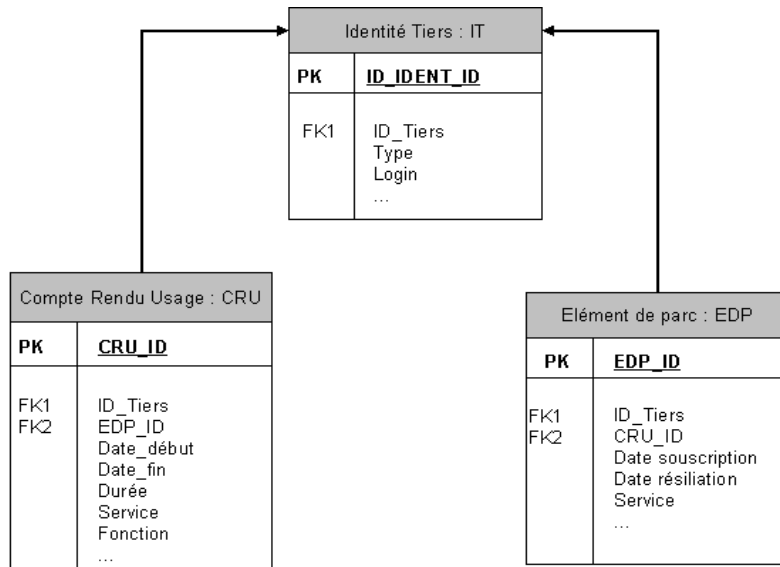 Identité Tiers : IT
PK ID_IDENT_ID
FK1 ID_Tiers
Type
Login
...
Compte Rendu Usage : CRU
PK CRU_ID
FK1 ID_Tiers
FK2 EDP_ID
Date_début
Date_fin
Durée
Service
Fonction
...
Elément de parc : EDP
PK EDP_ID
FK1 ID_Tiers
FK2 CRU_ID
Date souscription
Date résiliation
Service
...